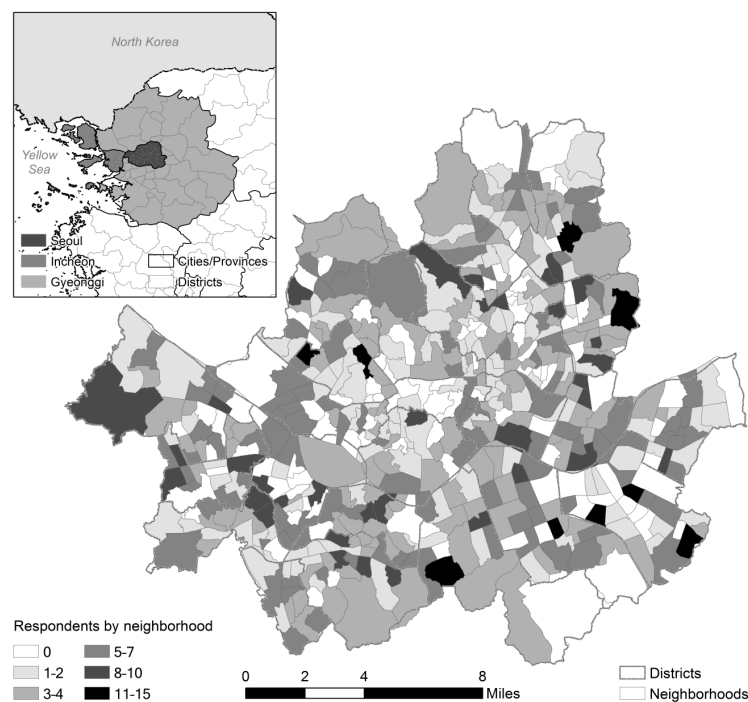 North Korea
Yellow
Sea
Seoul
Incheon
Gyeonggi
Cities/Provinces
Districts
Respondents by neighborhood
0
1-2
3-4
5-7
8-10
11-15
0 2 4 8
Miles
Districts
Neighborhoods